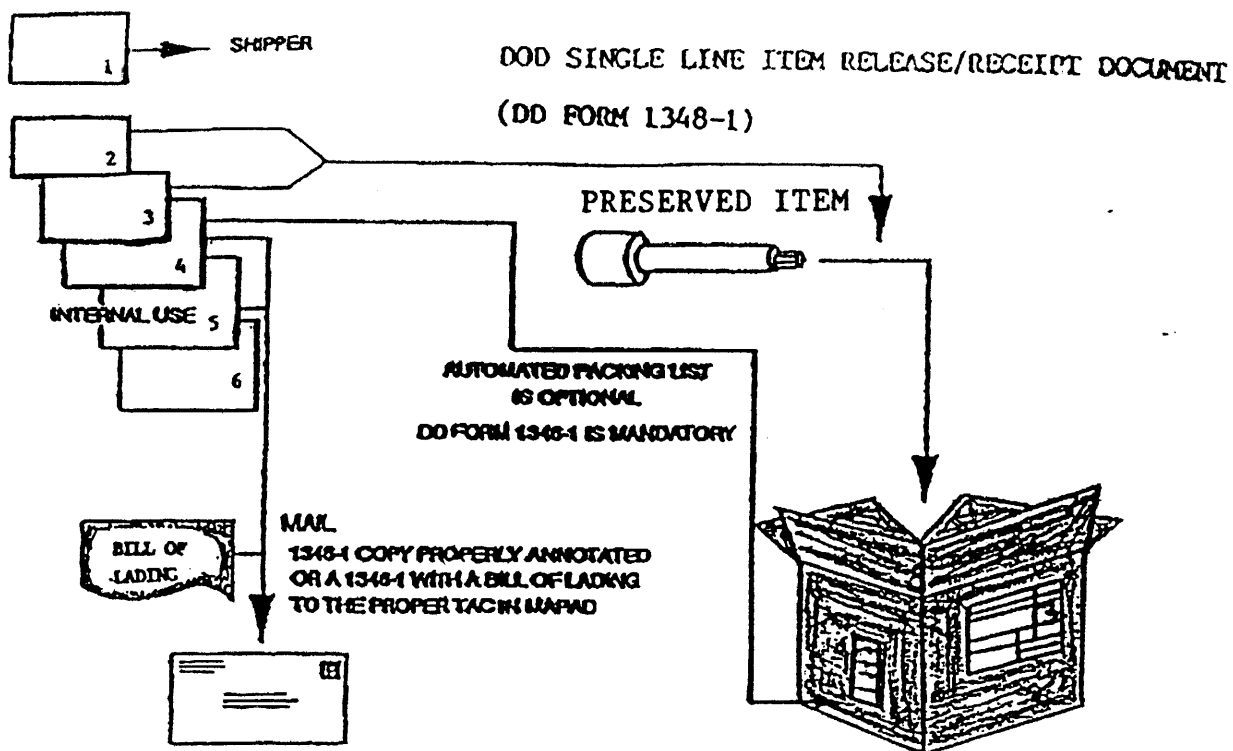 1
SHIPPER
DOD SINGLE LINE ITEM RELEASE/RECEIPT DOCUMENT
(DD FORM 1348-1)
2
3
PRESERVED ITEM
4
INTERNAL USE 5
6
AUTOMATED PACKING LIST
IS OPTIONAL
DD FORM 1348-1 IS MANDATORY
BILL OF
LADING
MAIL
1348-1 COPY PROPERLY ANNOTATED
OR A 1348-1 WITH A BILL OF LADING
TO THE PROPER TAC IN MAPAD